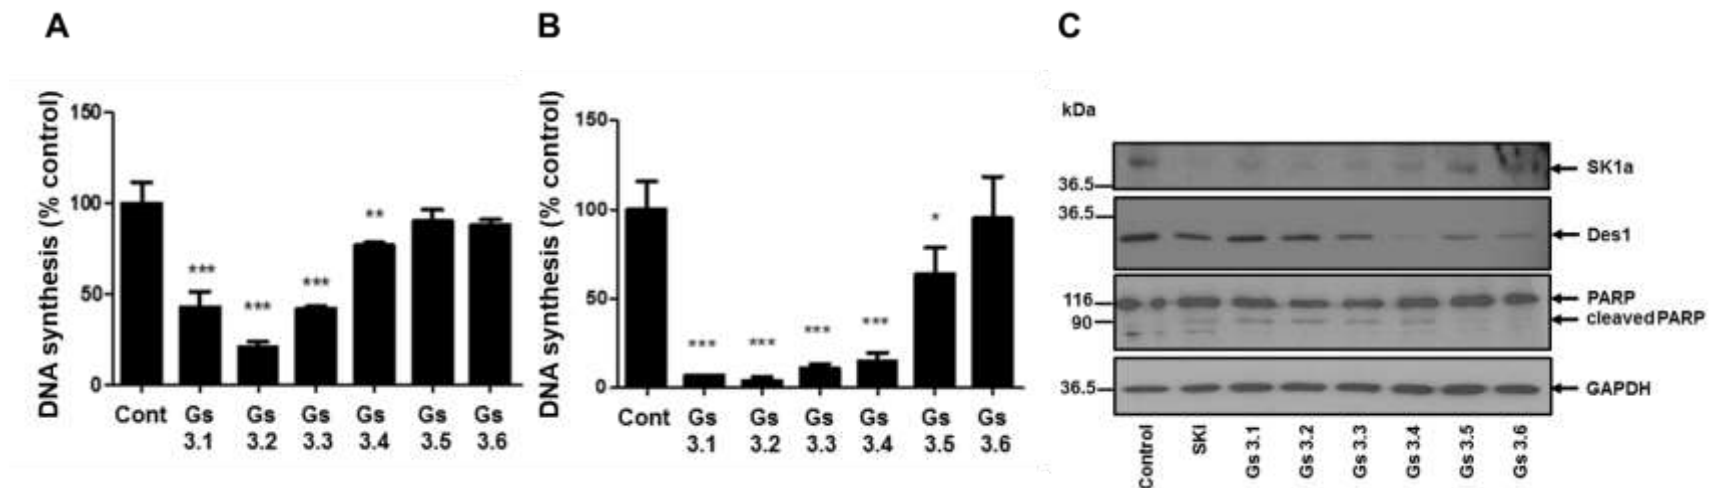 A
DNA synthesis (% control)
150
100
50
0
***
***
***
**
Cont Gs Gs Gs Gs Gs Gs
3.1 3.2 3.3 3.4 3.5 3.6
B
DNA synthesis (% control)
150
100
50
0
***
***
***
***
*
Cont Gs Gs Gs Gs Gs Gs
3.1 3.2 3.3 3.4 3.5 3.6
C
kDa
36.5
SK1a
36.5
Des1
116
PARP
90
cleaved PARP
36.5
GAPDH
Control
SKI
Gs 3.1
Gs 3.2
Gs 3.3
Gs 3.4
Gs 3.5
Gs 3.6